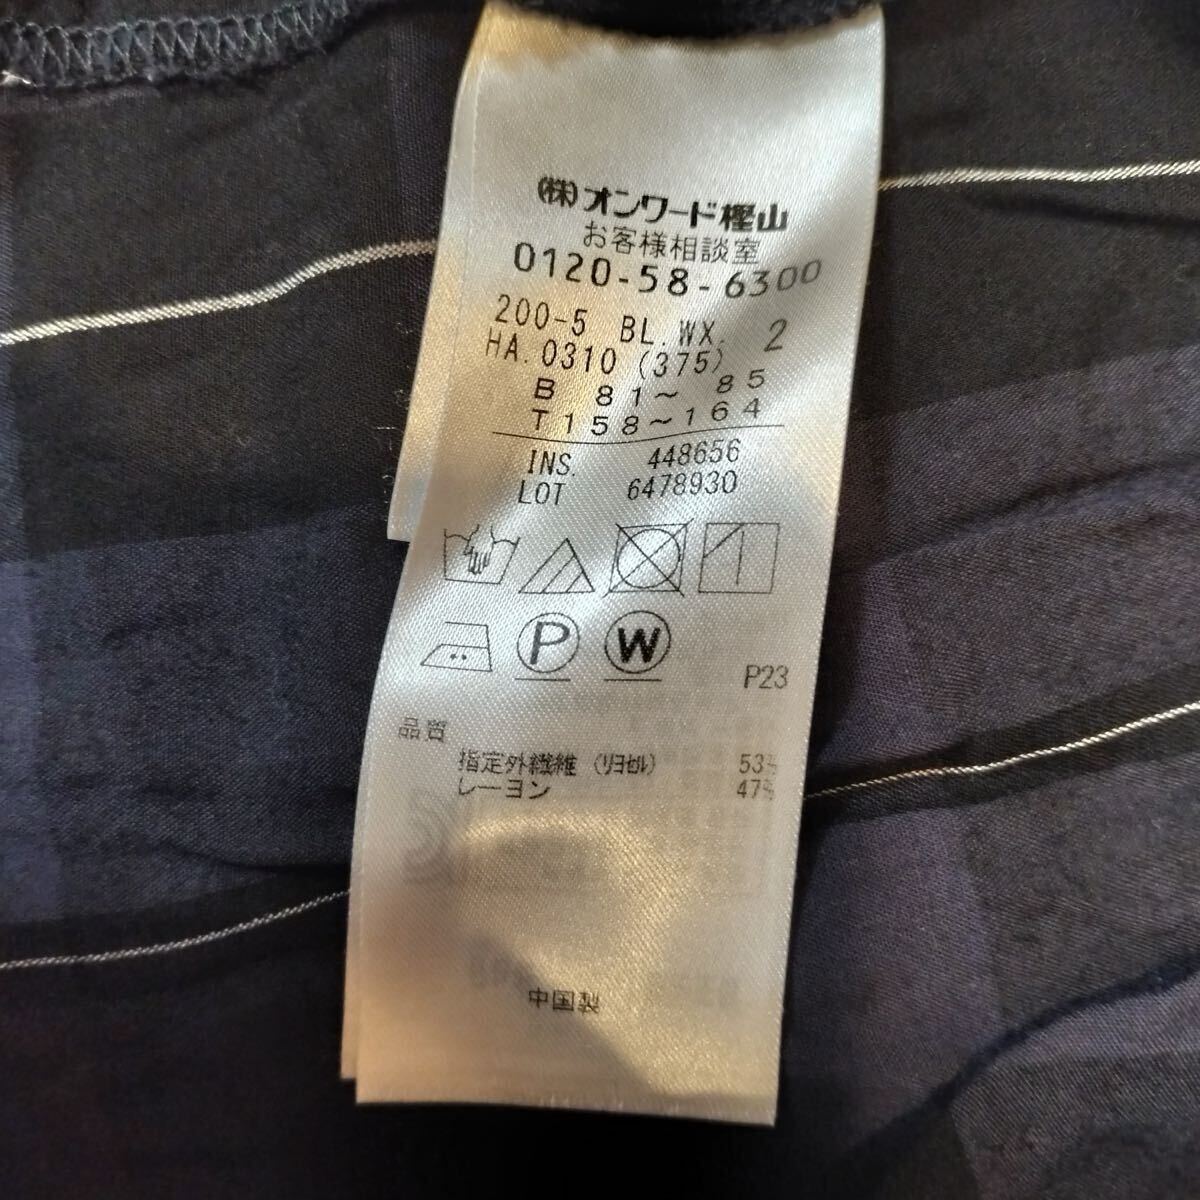 (株)オンワード樫山
お客様相談室
0120-58-6300
200-5 BL.WX. 2
HA.0310 (375)
B 81～ 85
T158～164
INS. 448656
LOT 6478930
P W
P23
品質
指定外繊維 (リヨセル) 53%
レーヨン 47%
中国製